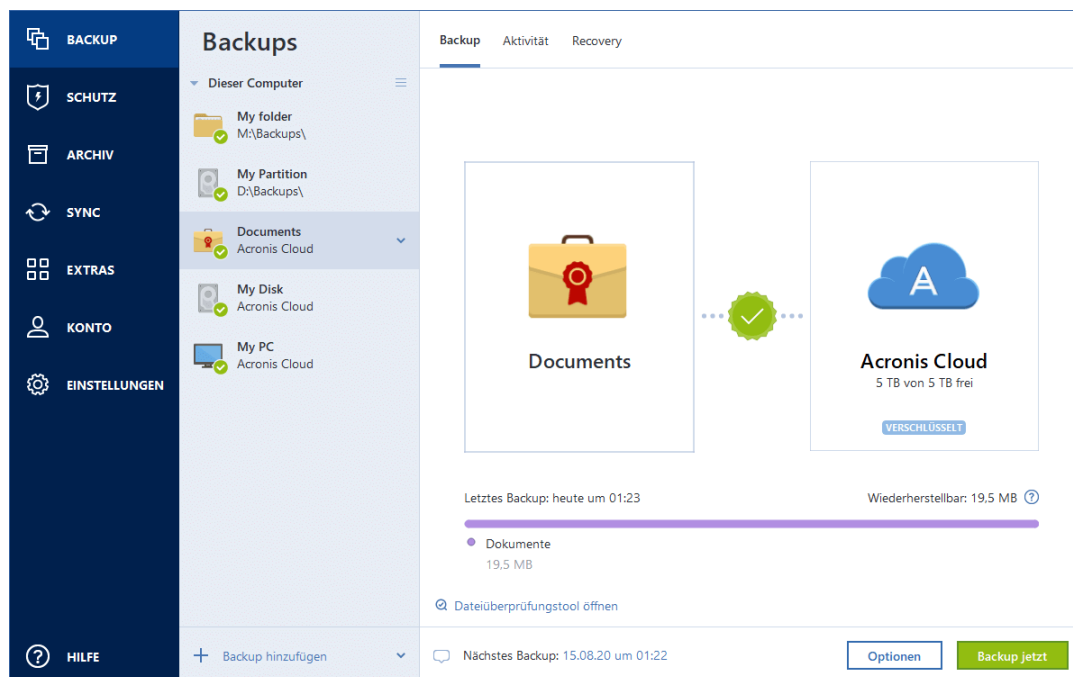 BACKUP
SCHUTZ
ARCHIV
SYNC
EXTRAS
KONTO
EINSTELLUNGEN
HILFE
Backups
Dieser Computer
My folder
M:\Backups\
My Partition
D:\Backups\
Documents
Acronis Cloud
My Disk
Acronis Cloud
My PC
Acronis Cloud
Backup hinzufügen
Backup Aktivität Recovery
Documents
Acronis Cloud
5 TB von 5 TB frei
VERSCHLÜSSELT
Letztes Backup: heute um 01:23
Wiederherstellbar: 19,5 MB
Dokumente
19,5 MB
Dateiüberprüfungstool öffnen
Nächstes Backup: 15.08.20 um 01:22
Optionen
Backup jetzt